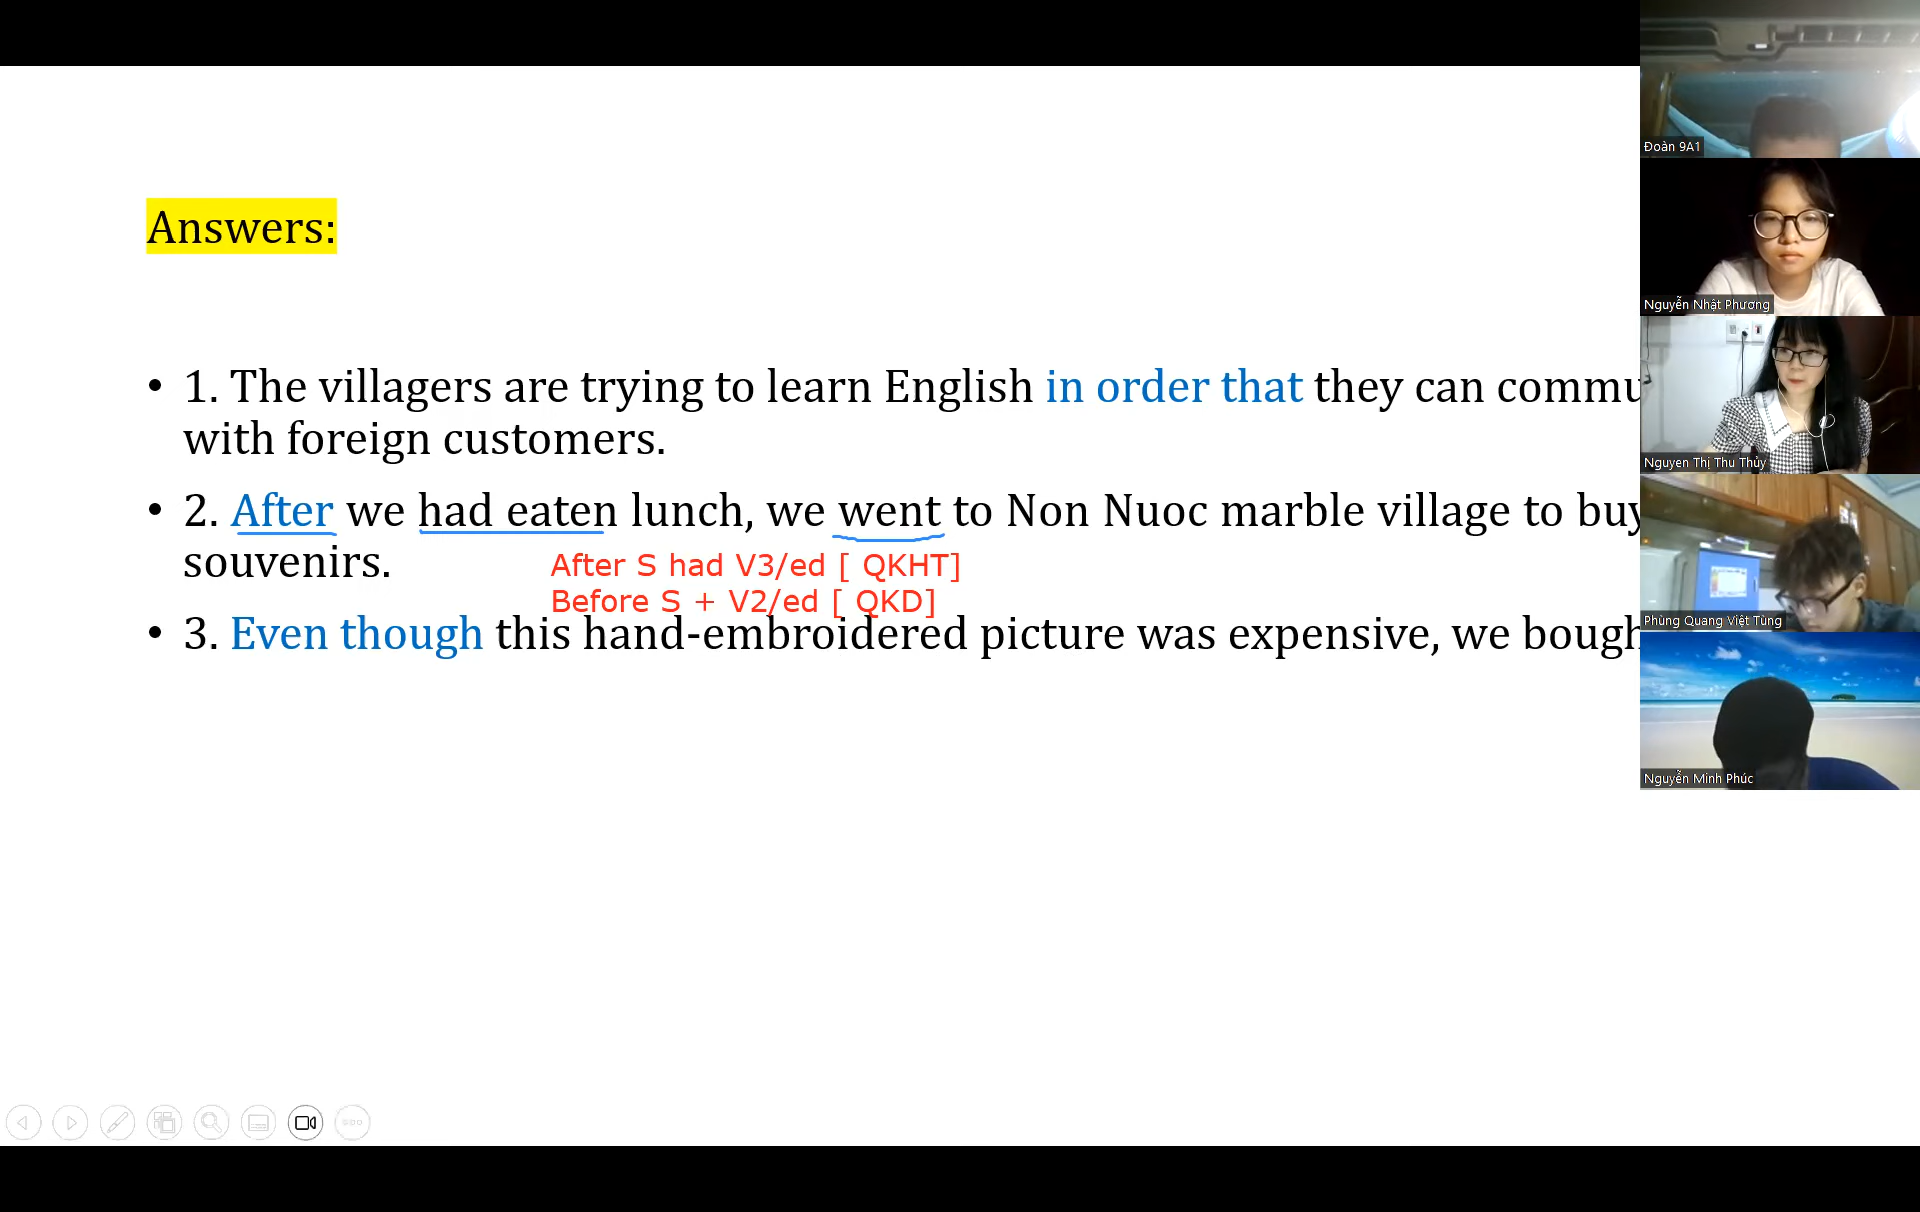 Answers:
• 1. The villagers are trying to learn English in order that they can commu
with foreign customers.
• 2. After we had eaten lunch, we went to Non Nuoc marble village to buy
souvenirs.
After S had V3/ed [ QKHT]
Before S + V2/ed [ QKD]
• 3. Even though this hand-embroidered picture was expensive, we bough
Đoàn 9A1
Nguyễn Nhật Phương
Nguyen Thị Thu Thủy
Phùng Quang Việt Tùng
Nguyễn Minh Phúc